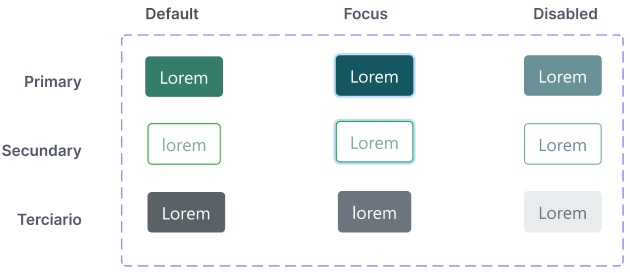 Default Focus Disabled
Primary Lorem Lorem Lorem
Secundary lorem Lorem Lorem
Terciario Lorem lorem Lorem